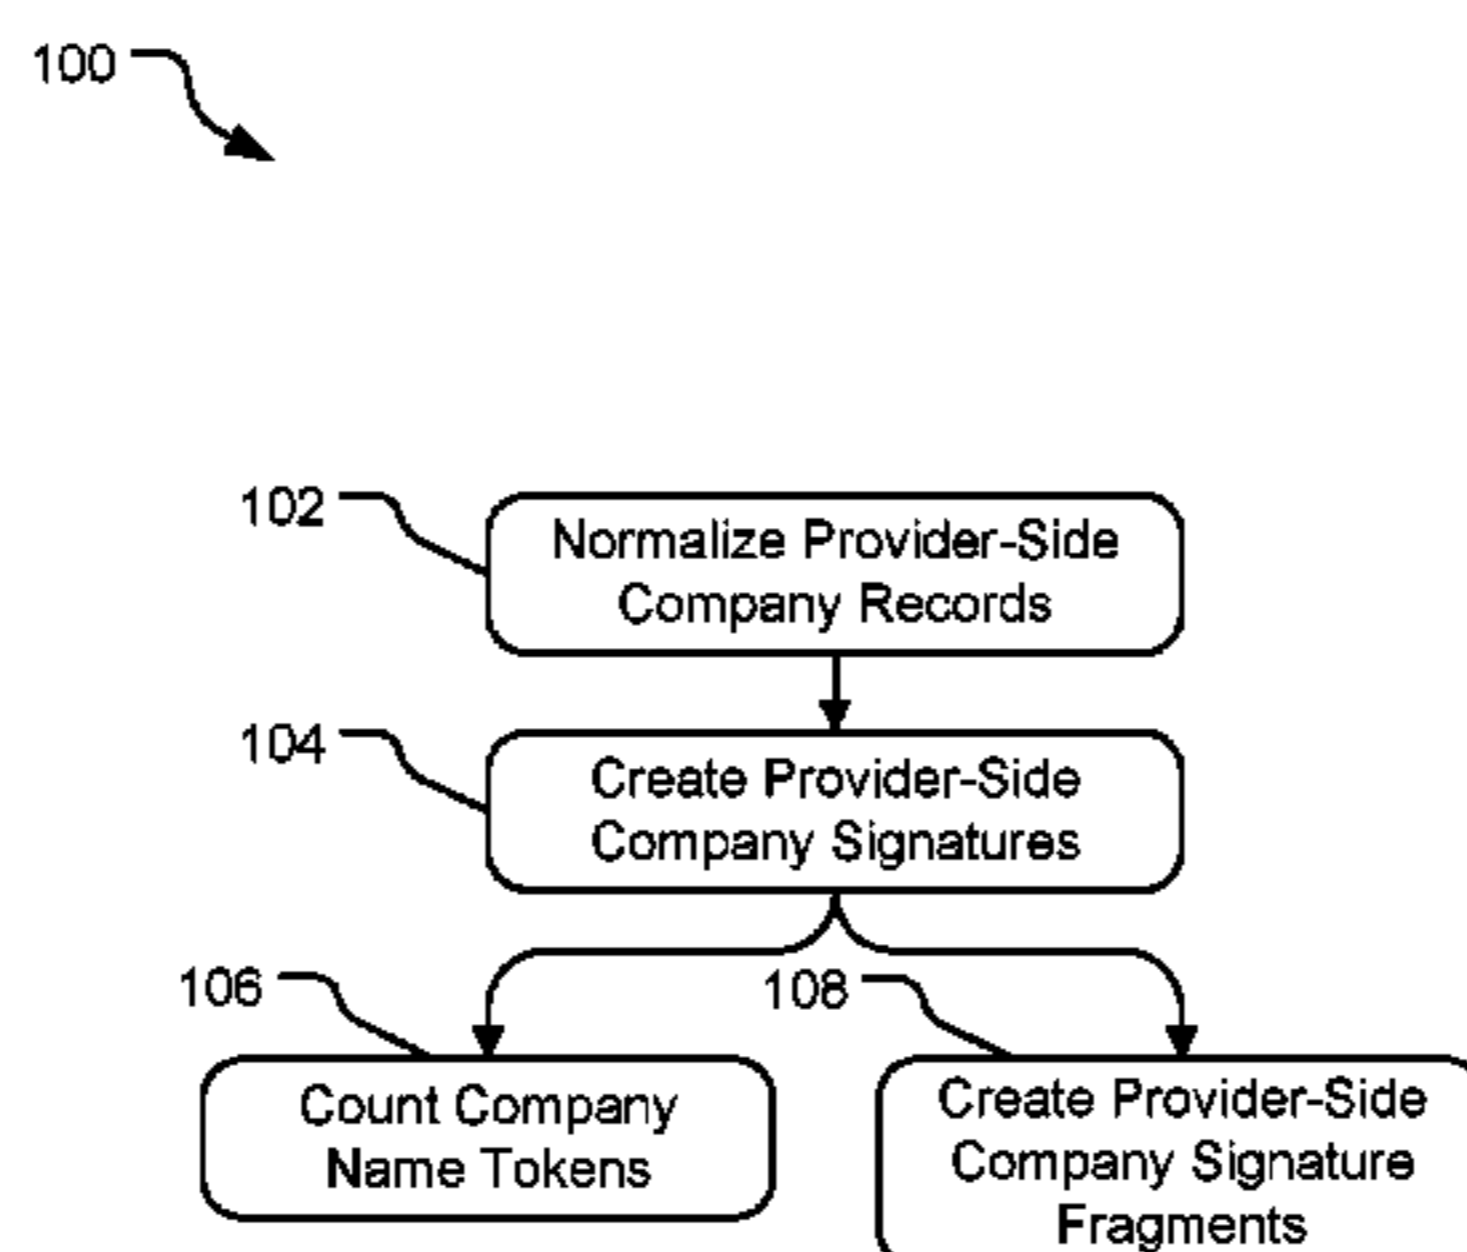 100
102
Normalize Provider-Side
Company Records
104
Create Provider-Side
Company Signatures
106
108
Count Company
Name Tokens
Create Provider-Side
Company Signature
Fragments